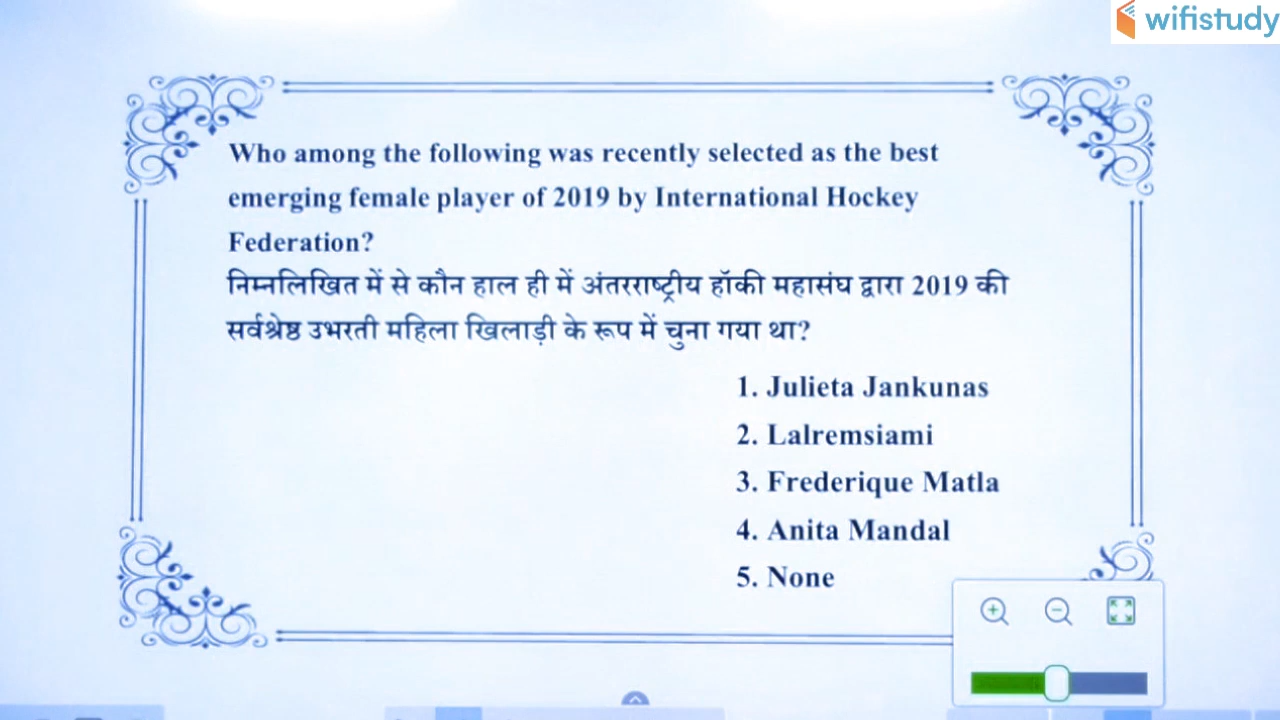 wifistudy
Who among the following was recently selected as the best
emerging female player of 2019 by International Hockey
Federation?
निम्नलिखित में से कौन हाल ही में अंतरराष्ट्रीय हॉकी महासंघ द्वारा 2019 की
सर्वश्रेष्ठ उभरती महिला खिलाड़ी के रूप में चुना गया था?
1. Julieta Jankunas
2. Lalremsiami
3. Frederique Matla
4. Anita Mandal
5. None